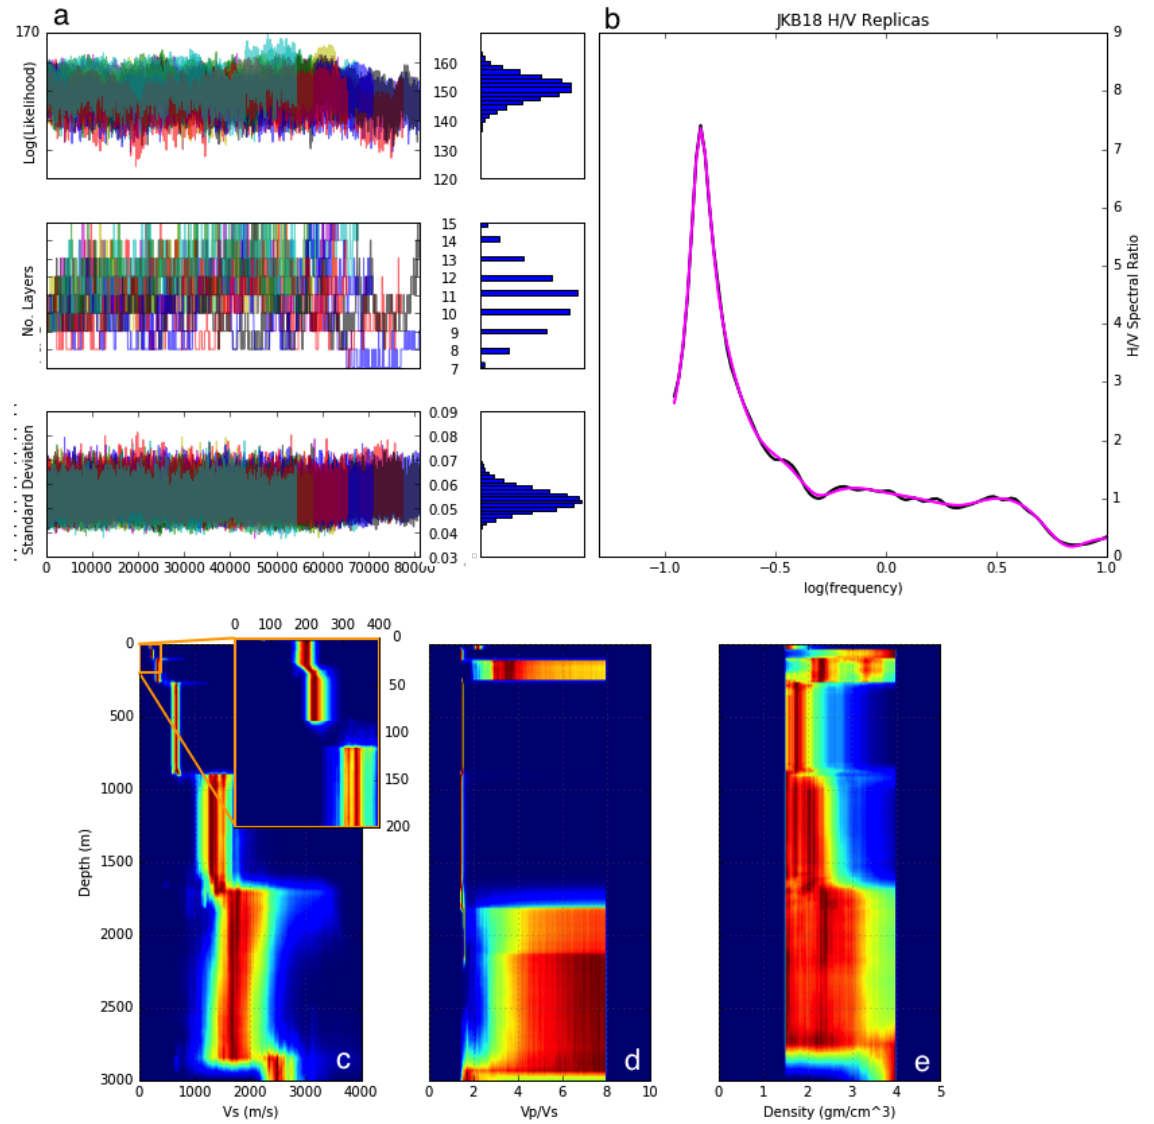 a
170
Log(Likelihood)
160
150
140
130
120
No. Layers
15
14
13
12
11
10
9
8
7
Standard Deviation
0.09
0.08
0.07
0.06
0.05
0.04
0.03
0 10000 20000 30000 40000 50000 60000 70000
b
JKB18 H/V Replicas
9
8
7
6
5
4
3
2
1
0
H/V Spectral Ratio
−1.0 −0.5 0.0 0.5 1.0
log(frequency)
0 100 200 300 400
0
50
100
150
200
0
500
1000
1500
2000
2500
3000
Depth (m)
c
0 1000 2000 3000 4000
Vs (m/s)
d
0 2 4 6 8 10
Vp/Vs
e
0 1 2 3 4 5
Density (gm/cm^3)